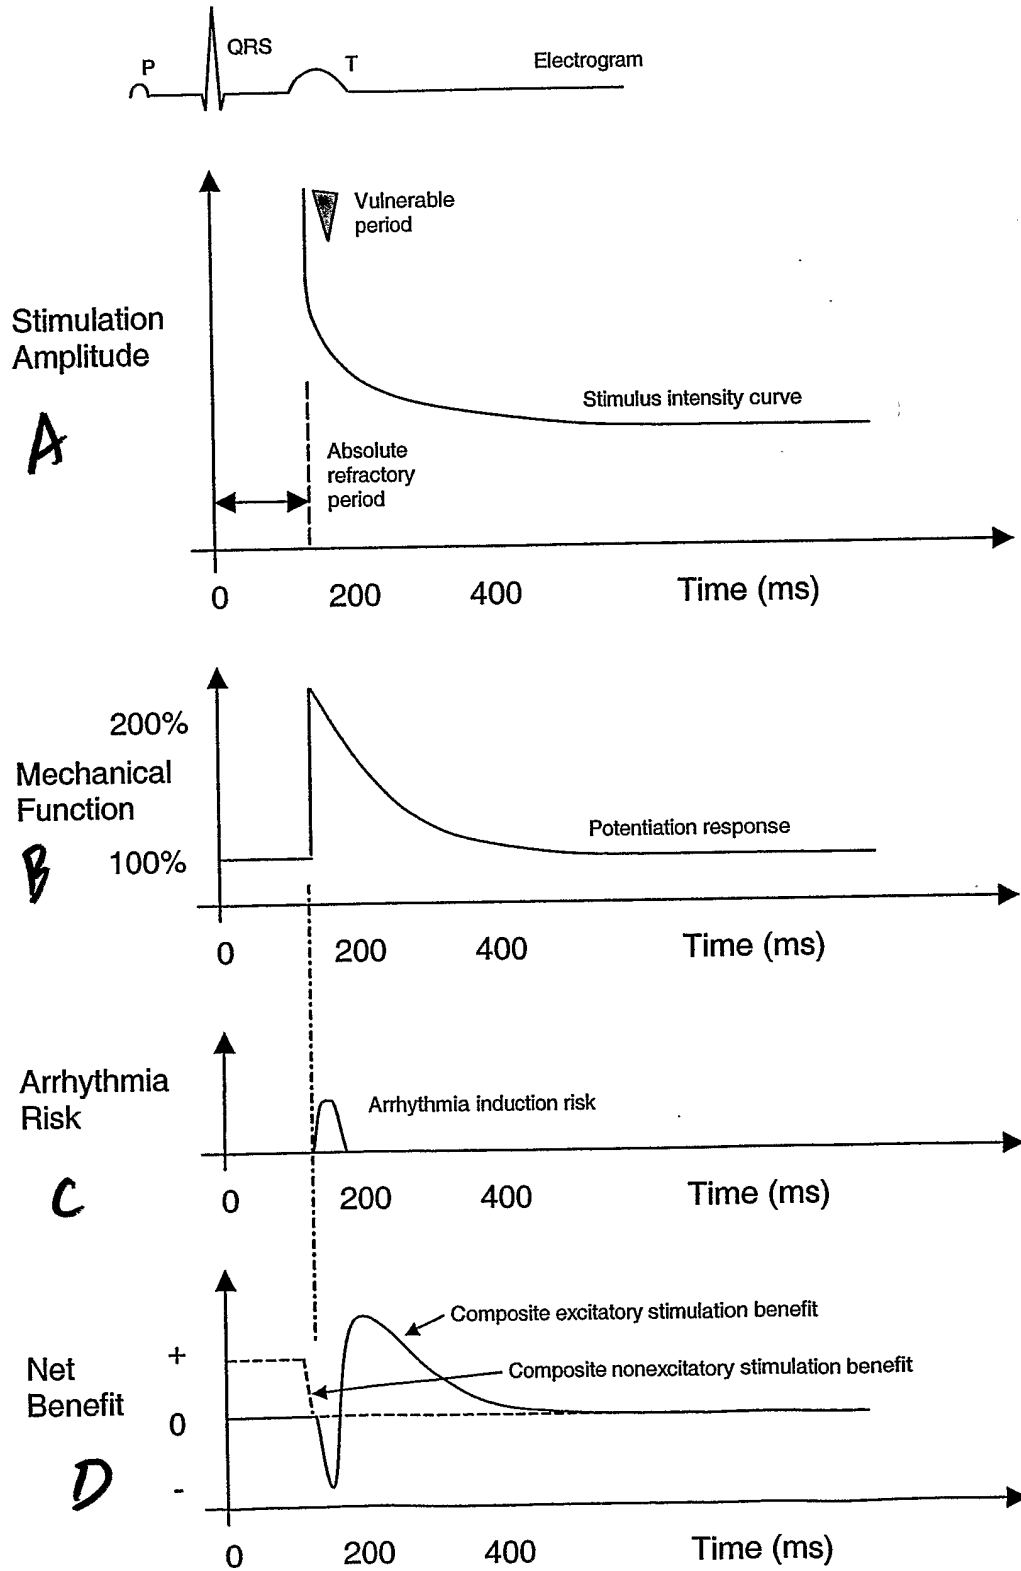 P
QRS
T
Electrogram
Vulnerable
period
Stimulation
Amplitude
A
Stimulus intensity curve
Absolute
refractory
period
0
200
400
Time (ms)
200%
Mechanical
Function
B
100%
Potentiation response
0
200
400
Time (ms)
Arrhythmia
Risk
C
Arrhythmia induction risk
0
200
400
Time (ms)
Composite excitatory stimulation benefit
Composite nonexcitatory stimulation benefit
+
Net
Benefit
0
D
-
0
200
400
Time (ms)